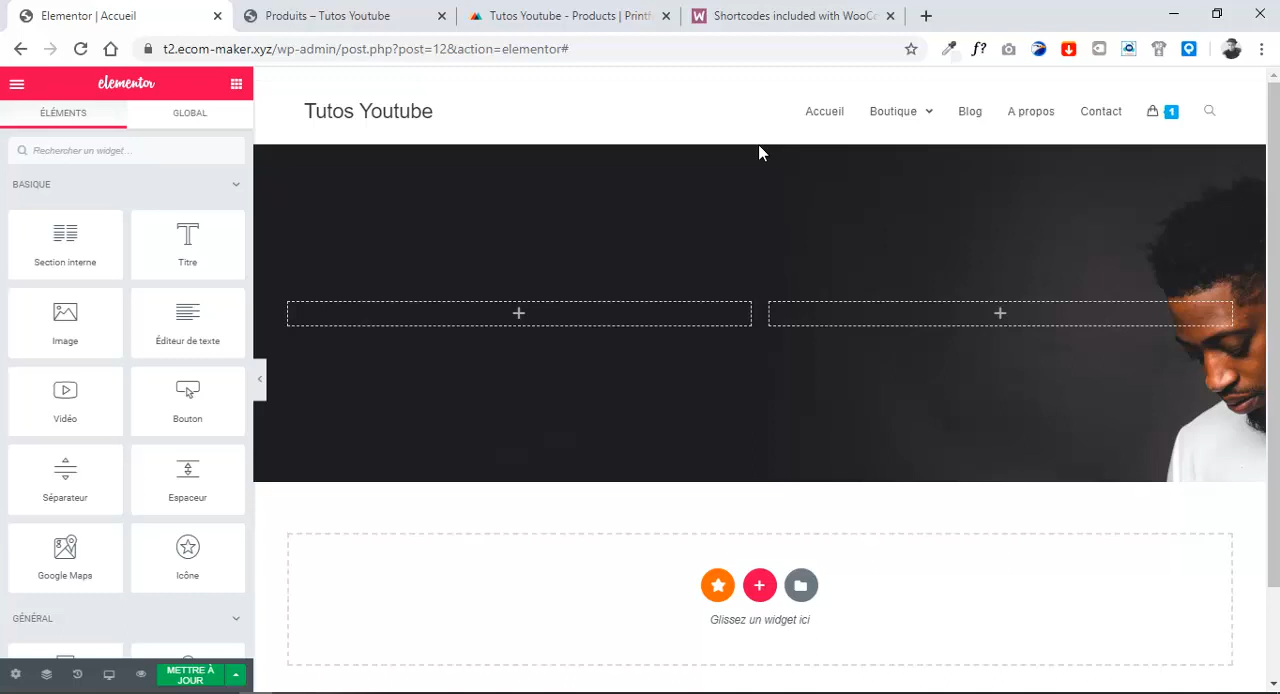 Elementor | Accueil
Produits – Tutos Youtube
Tutos Youtube - Products | Printf
Shortcodes included with WooCo
t2.ecom-maker.xyz/wp-admin/post.php?post=12&action=elementor#
f?
elementor
ÉLÉMENTS
GLOBAL
Rechercher un widget...
BASIQUE
Section interne
Titre
Image
Éditeur de texte
Vidéo
Bouton
Séparateur
Espaceur
Google Maps
Icône
GÉNÉRAL
METTRE À
JOUR
Tutos Youtube
Accueil
Boutique
Blog
A propos
Contact
1
Glissez un widget ici